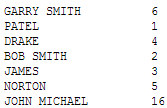 GARRY SMITH 6
PATEL 1
DRAKE 4
BOB SMITH 2
JAMES 3
NORTON 5
JOHN MICHAEL 16